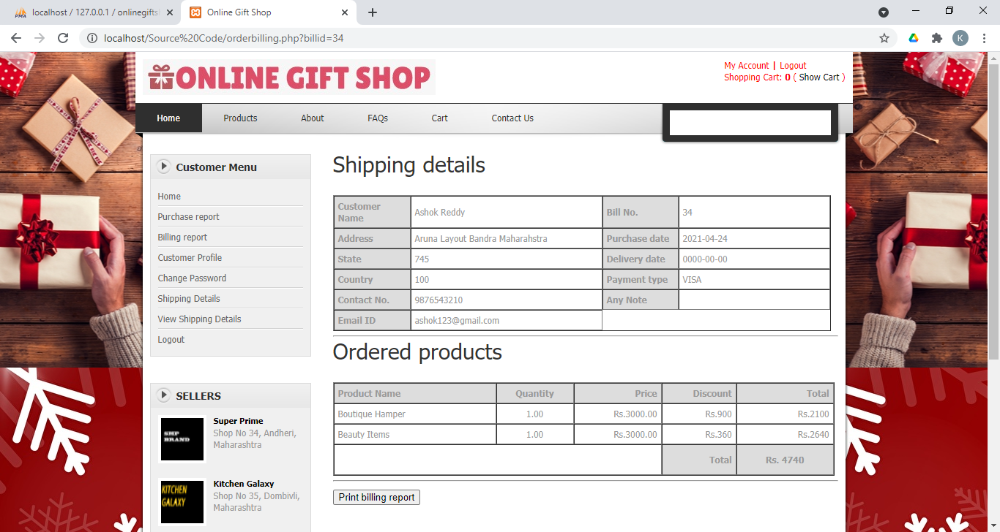 localhost / 127.0.0.1 / onlinegifts
Online Gift Shop
localhost/Source%20Code/orderbilling.php?billid=34
K
ONLINE GIFT SHOP
My Account | Logout
Shopping Cart: 0 ( Show Cart )
Home Products About FAQs Cart Contact Us
Customer Menu
Home
Purchase report
Billing report
Customer Profile
Change Password
Shipping Details
View Shipping Details
Logout
SELLERS
SMP BRAND
Super Prime
Shop No 34, Andheri,
Maharashtra
KITCHEN GALAXY
Kitchen Galaxy
Shop No 35, Dombivli,
Maharashtra
Shipping details
Customer Name Ashok Reddy Bill No. 34
Address Aruna Layout Bandra Maharahstra Purchase date 2021-04-24
State 745 Delivery date 0000-00-00
Country 100 Payment type VISA
Contact No. 9876543210 Any Note
Email ID ashok123@gmail.com
Ordered products
Product Name Quantity Price Discount Total
Boutique Hamper 1.00 Rs.3000.00 Rs.900 Rs.2100
Beauty Items 1.00 Rs.3000.00 Rs.360 Rs.2640
Total Rs. 4740
Print billing report